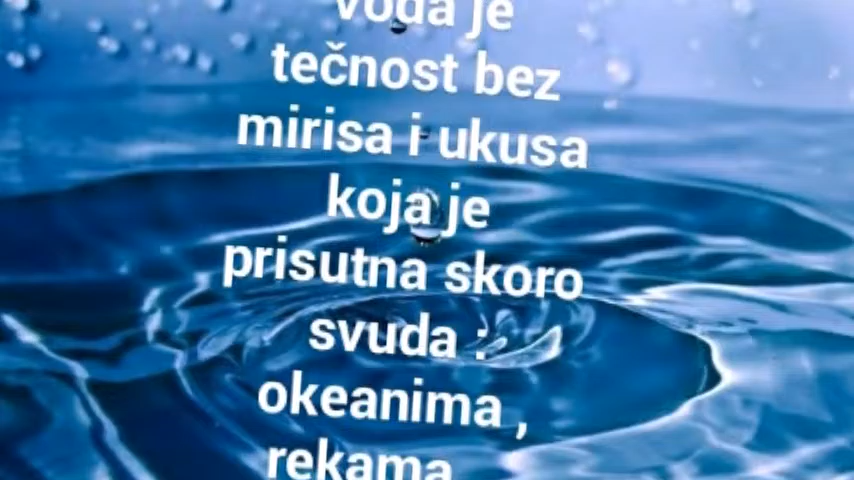 voda je
tečnost bez
mirisa i ukusa
koja je
prisutna skoro
svuda :
okeanima ,
rekama